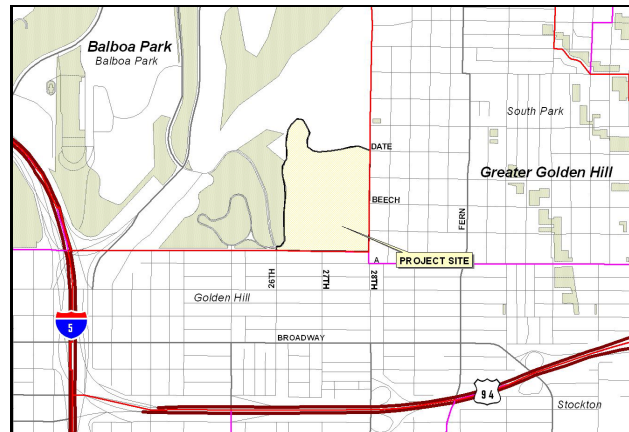 Balboa Park
Balboa Park
South Park
DATE
Greater Golden Hill
BEECH
FERN
PROJECT SITE
A
26TH
27TH
28TH
Golden Hill
5
BROADWAY
94
Stockton